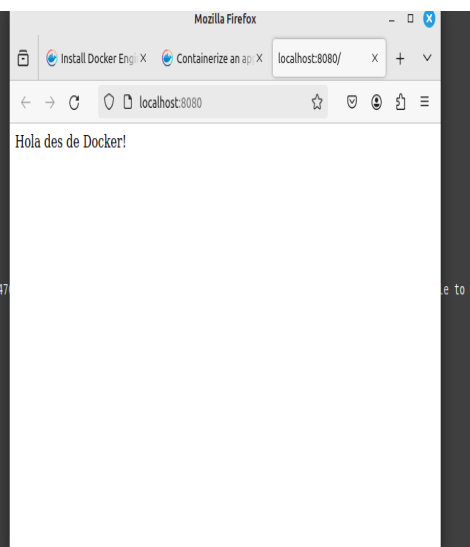 Mozilla Firefox
Install Docker Engi
Containerize an ap
localhost:8080/
localhost:8080
Hola des de Docker!
47
e to